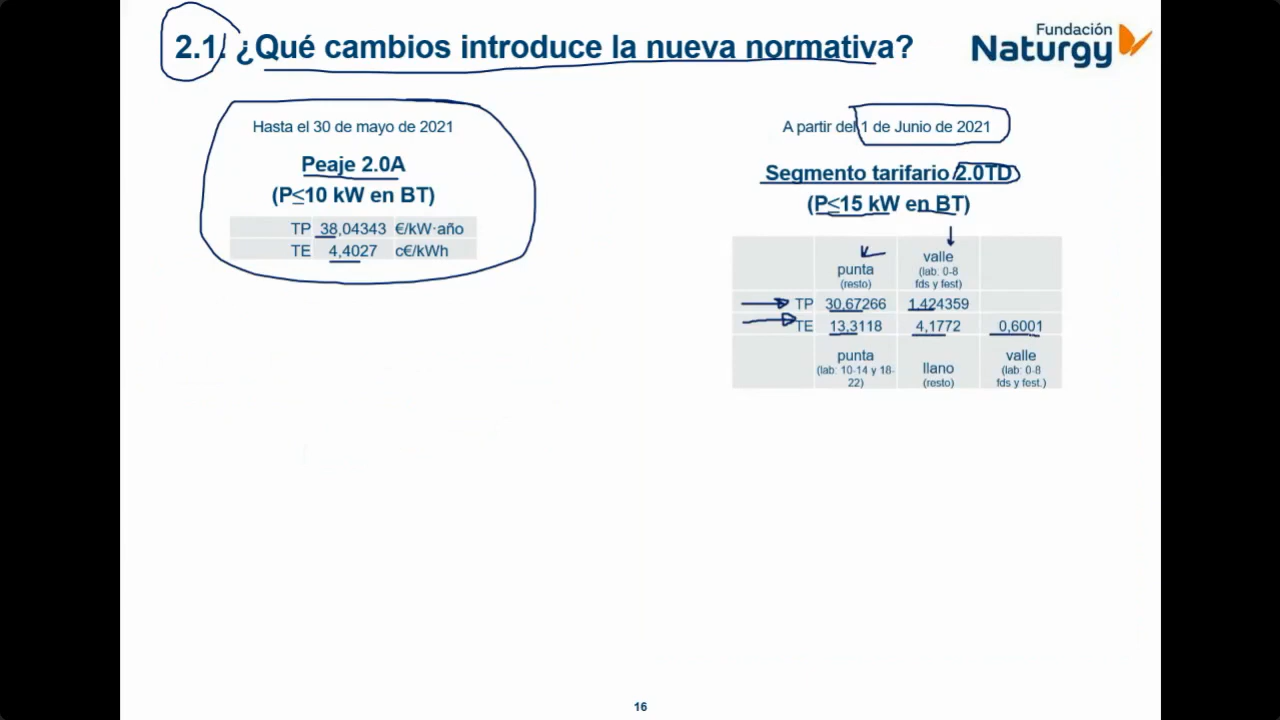 2.1. ¿Qué cambios introduce la nueva normativa?
Fundación
Naturgy
Hasta el 30 de mayo de 2021
Peaje 2.0A
(P≤10 kW en BT)
TP 38,04343 €/kW·año
TE 4,4027 c€/kWh
A partir del 1 de Junio de 2021
Segmento tarifario 2.0TD
(P≤15 kW en BT)
punta
(resto)
valle
(lab: 0-8
fds y fest)
TP 30,67266 1,424359
TE 13,3118 4,1772 0,6001
punta
(lab: 10-14 y 18-
22)
llano
(resto)
valle
(lab: 0-8
fds y fest.)
16